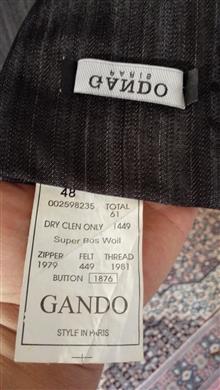 GANDO
PARIS
48
002598235 TOTAL
61
DRY CLEN ONLY 1449
Super Bos Woll
ZIPPER FELT THREAD
1979 449 1981
BUTTON 1876
GANDO
STYLE IN PARIS